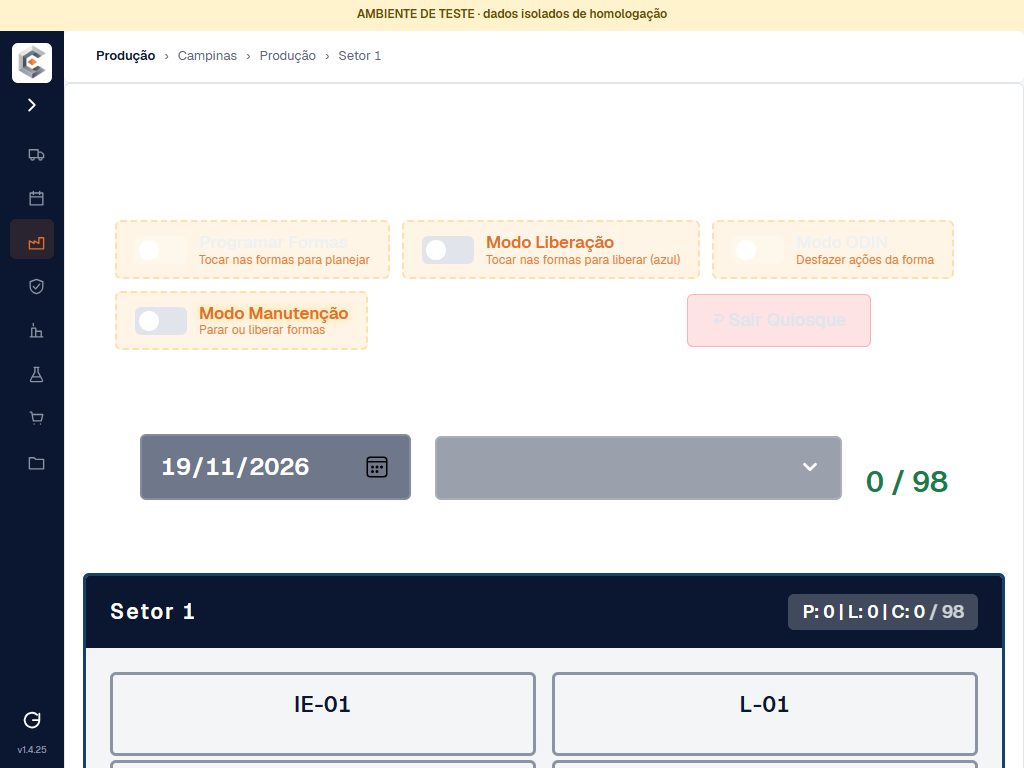 AMBIENTE DE TESTE · dados isolados de homologação
Produção › Campinas › Produção › Setor 1
Programar Formas
Tocar nas formas para planejar
Modo Liberação
Tocar nas formas para liberar (azul)
Modo ODIN
Desfazer ações da forma
Modo Manutenção
Parar ou liberar formas
Sair Quiosque
19/11/2026
0 / 98
Setor 1
P: 0 | L: 0 | C: 0 / 98
IE-01
L-01
v1.4.25